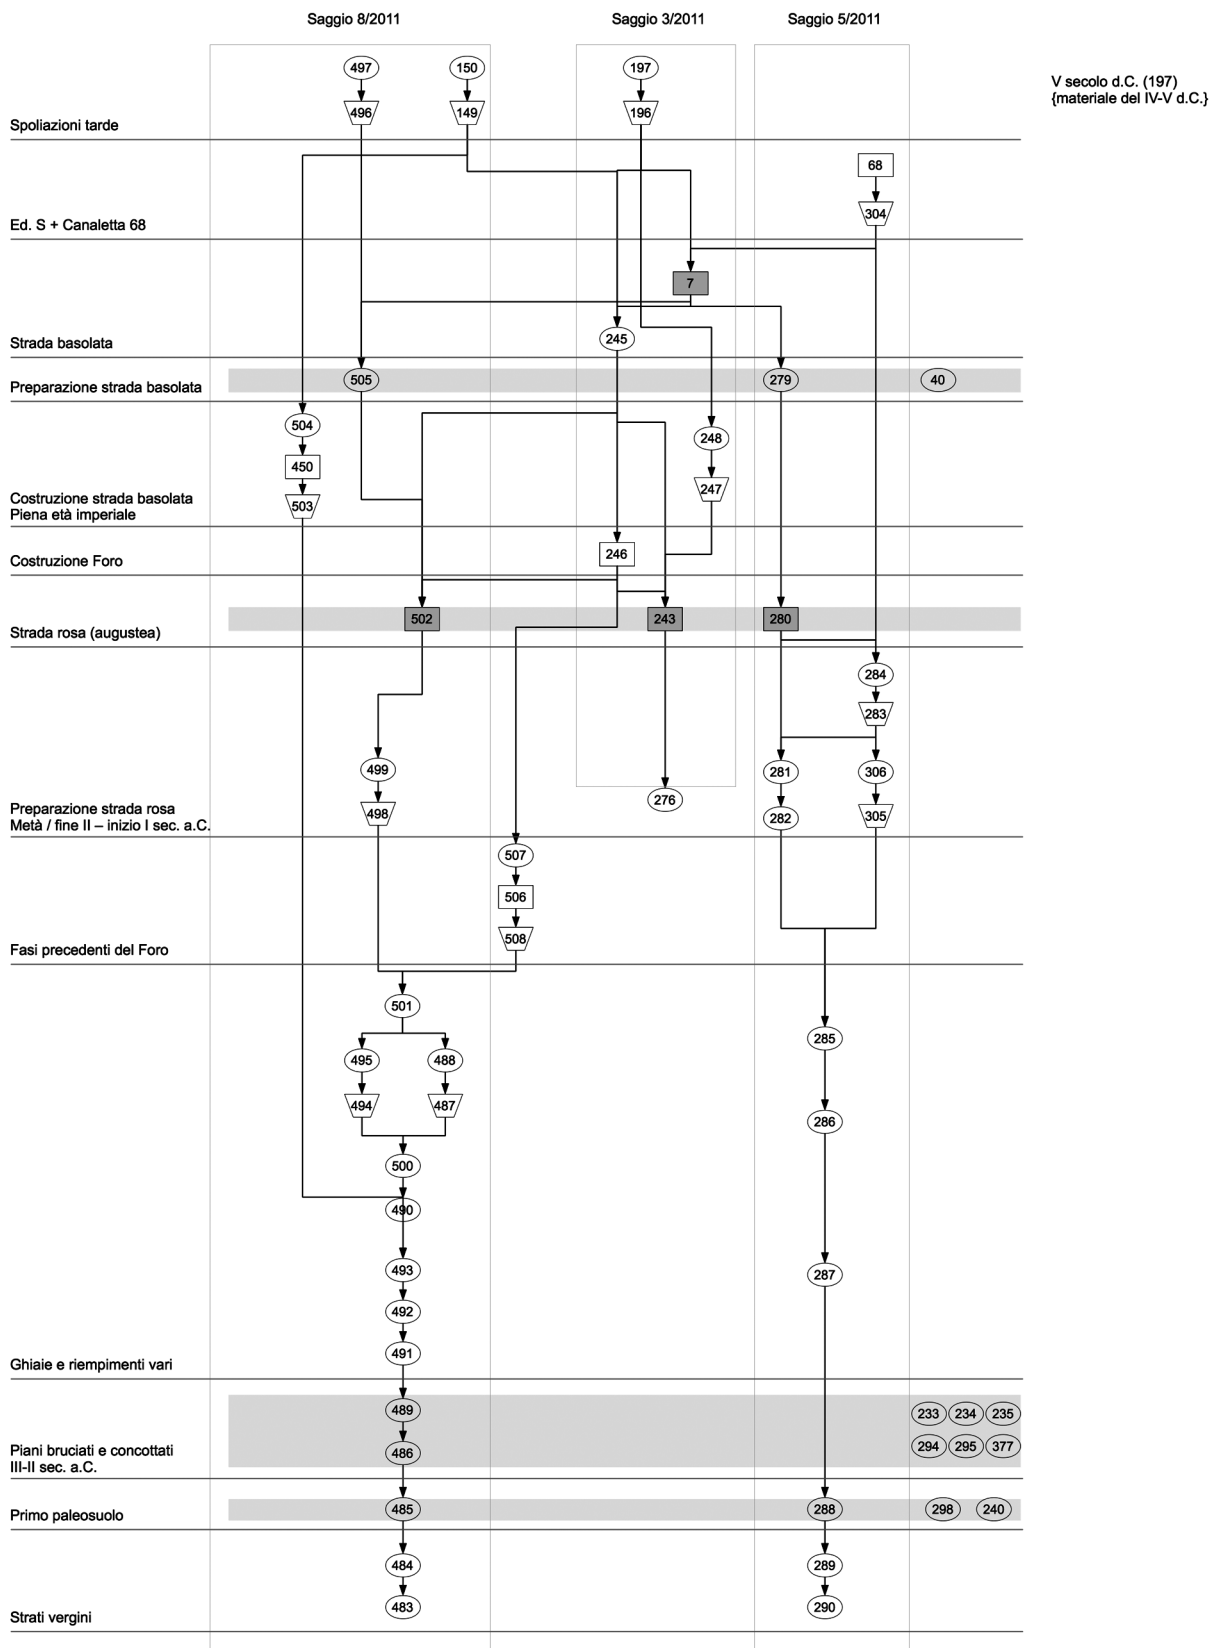 Saggio 8/2011 Saggio 3/2011 Saggio 5/2011
497 150 197
V secolo d.C. (197)
{materiale del IV-V d.C.}
496 149 196
Spoliazioni tarde
68
304
Ed. S + Canaletta 68
7
245
Strada basolata
505 279 40
Preparazione strada basolata
504 248
450
247
503
Costruzione strada basolata
Piena età imperiale
246
Costruzione Foro
502 243 280
Strada rosa (augustea)
284
283
499 281 306
276
498 282 305
Preparazione strada rosa
Metà / fine II – inizio I sec. a.C.
507
506
508
Fasi precedenti del Foro
501
285
495 488
494 487
286
500
490
493 287
492
491
Ghiaie e riempimenti vari
489 233 234 235
486 294 295 377
Piani bruciati e concottati
III-II sec. a.C.
485 288 298 240
Primo paleosuolo
484 289
483 290
Strati vergini